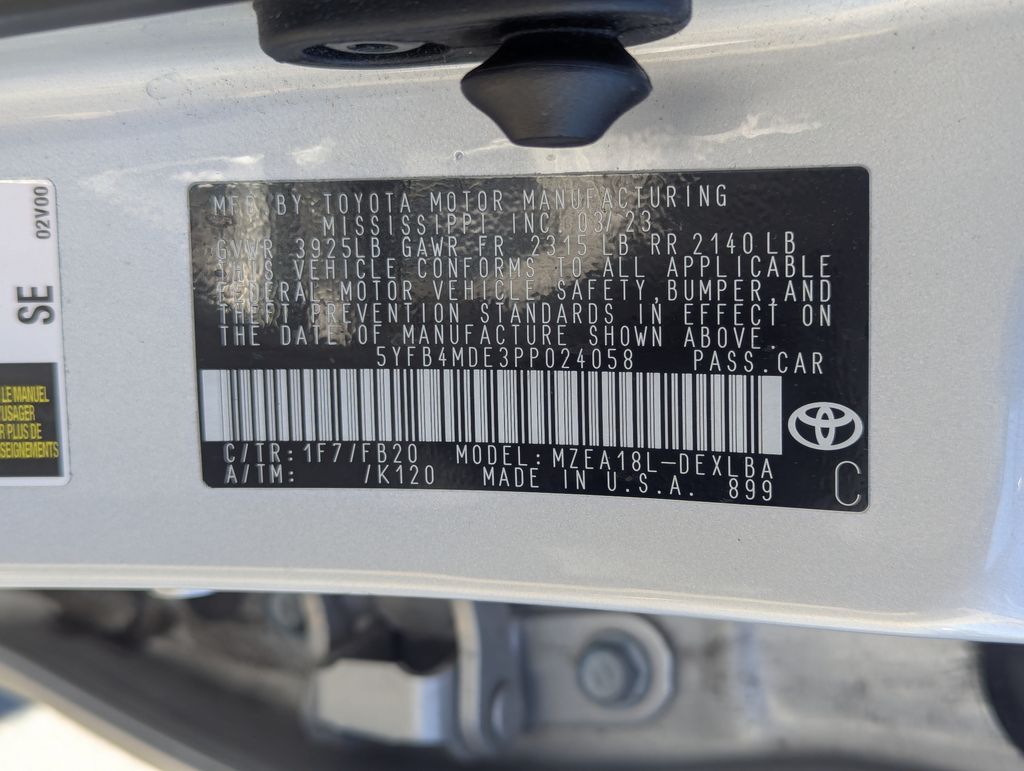 02V00
SE
LE MANUEL
USAGER
R PLUS DE
SEIGNEMENTS
MFD BY: TOYOTA MOTOR MANUFACTURING
MISSISSIPPI INC. 03/23
GVWR 3925LB GAWR FR 2315 LB RR 2140 LB
THIS VEHICLE CONFORMS TO ALL APPLICABLE
FEDERAL MOTOR VEHICLE SAFETY, BUMPER, AND
THEFT PREVENTION STANDARDS IN EFFECT ON
THE DATE OF MANUFACTURE SHOWN ABOVE.
5YFB4MDE3PP024058 PASS.CAR
C/TR: 1F7/FB20 MODEL: MZEA18L-DEXLBA
A/TM: /K120 MADE IN U.S.A. 899
C